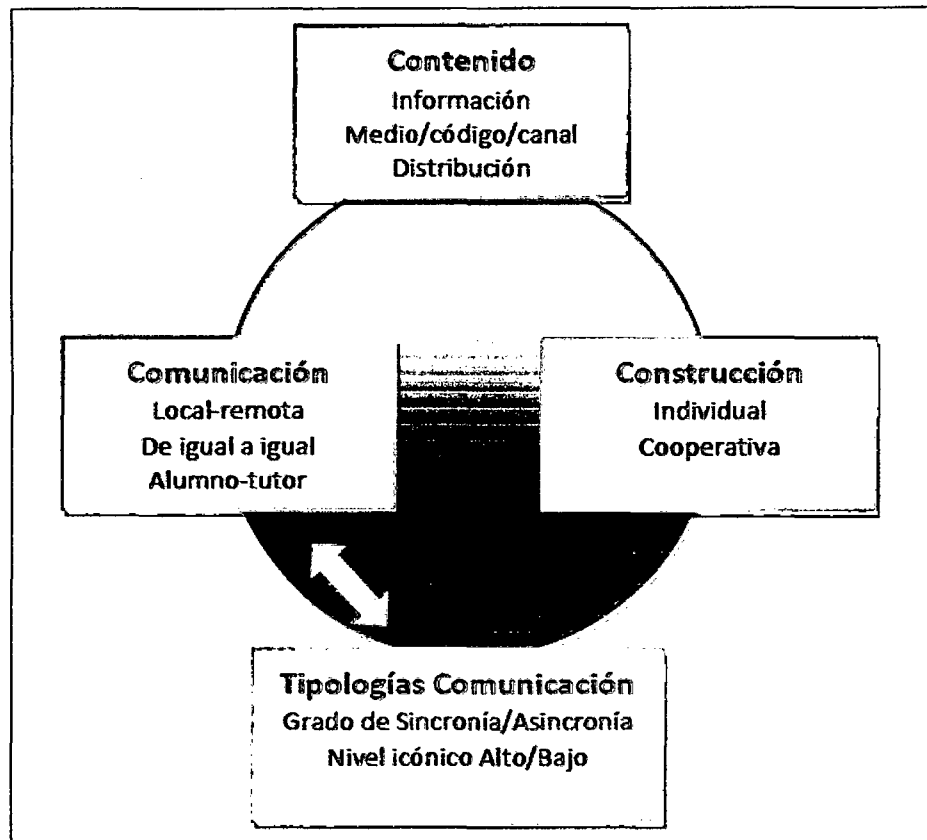 Contenido
Información
Medio/código/canal
Distribución
Comunicación
Local-remota
De igual a igual
Alumno-tutor
Construcción
Individual
Cooperativa
Tipologías Comunicación
Grado de Sincronía/Asincronía
Nivel icónico Alto/Bajo